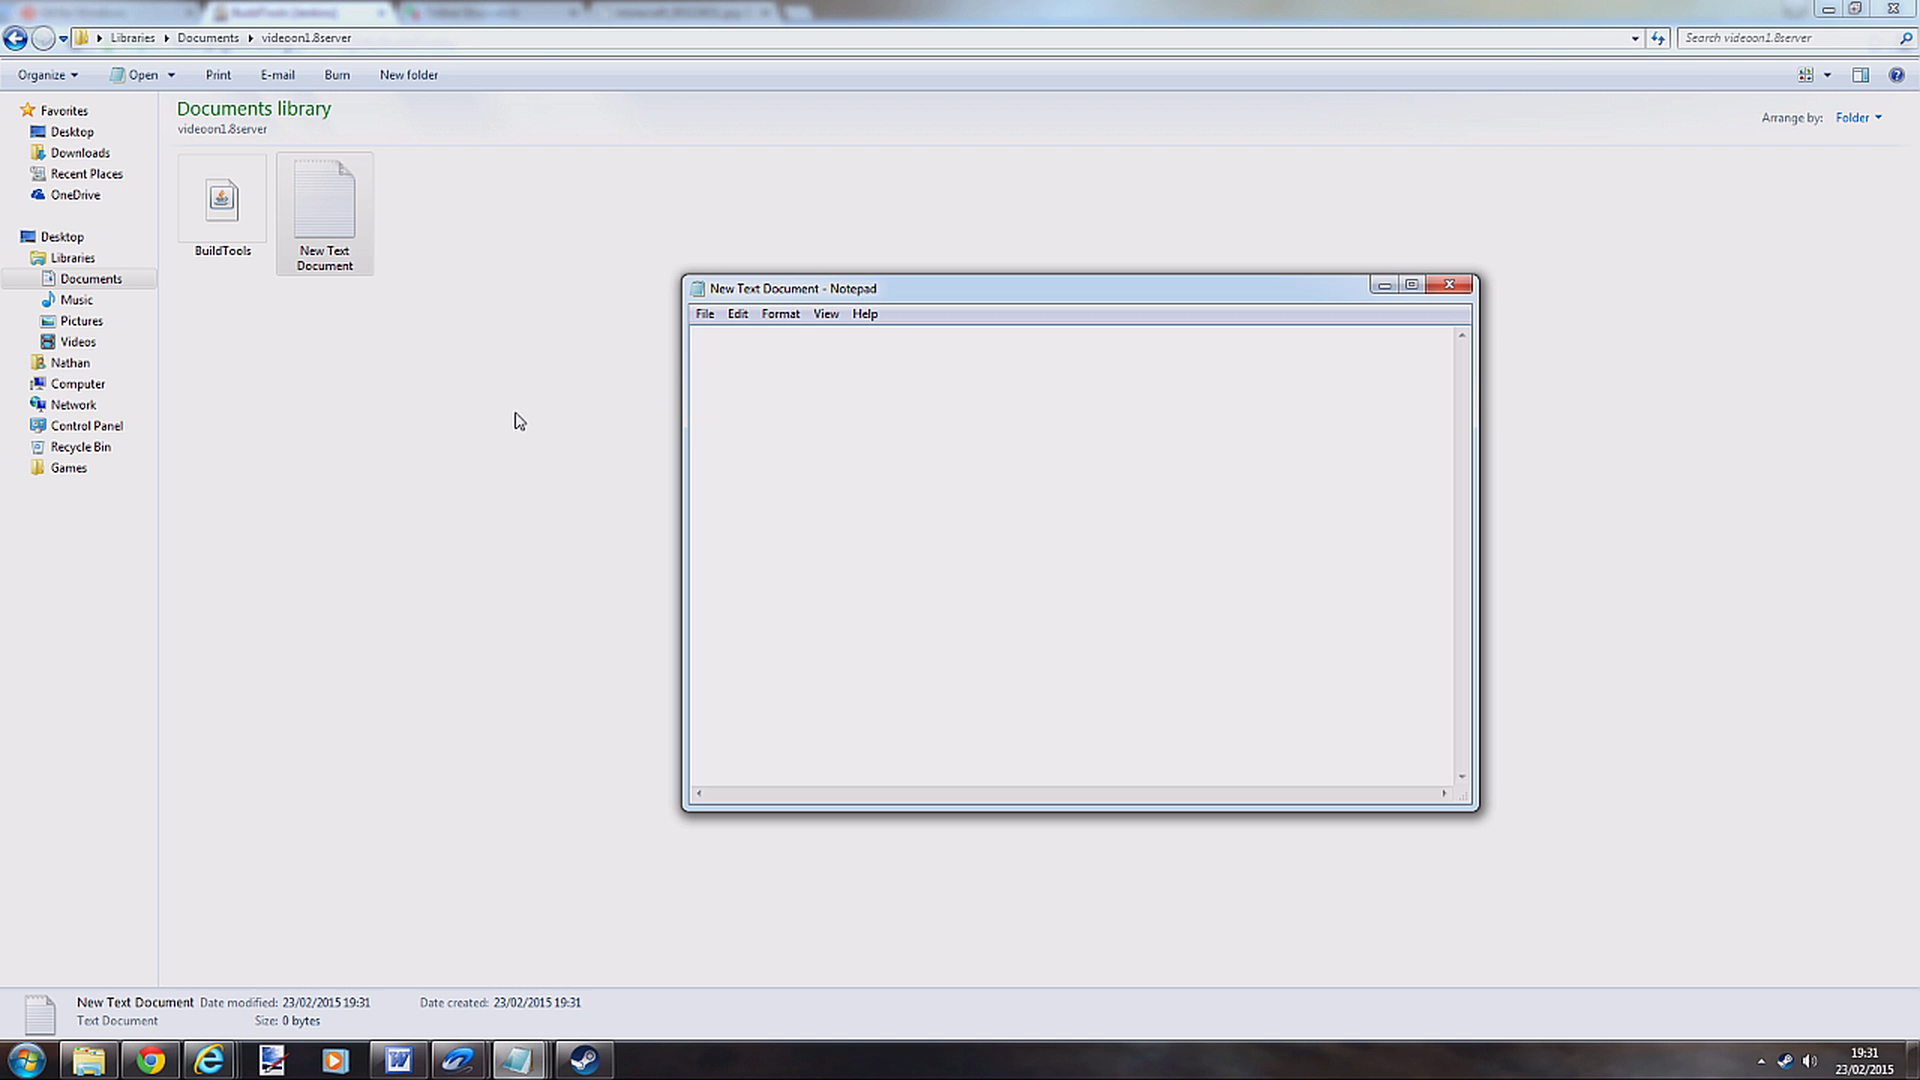 BuildTools [Jenkins]
Libraries Documents videoon1.8server
Search videoon1.8server
Organize Open Print E-mail Burn New folder
Documents library
videoon1.8server
Arrange by: Folder
Favorites
Desktop
Downloads
Recent Places
OneDrive
Desktop
Libraries
Documents
Music
Pictures
Videos
Nathan
Computer
Network
Control Panel
Recycle Bin
Games
BuildTools
New Text
Document
New Text Document - Notepad
File Edit Format View Help
New Text Document Date modified: 23/02/2015 19:31 Date created: 23/02/2015 19:31
Text Document Size: 0 bytes
19:31
23/02/2015